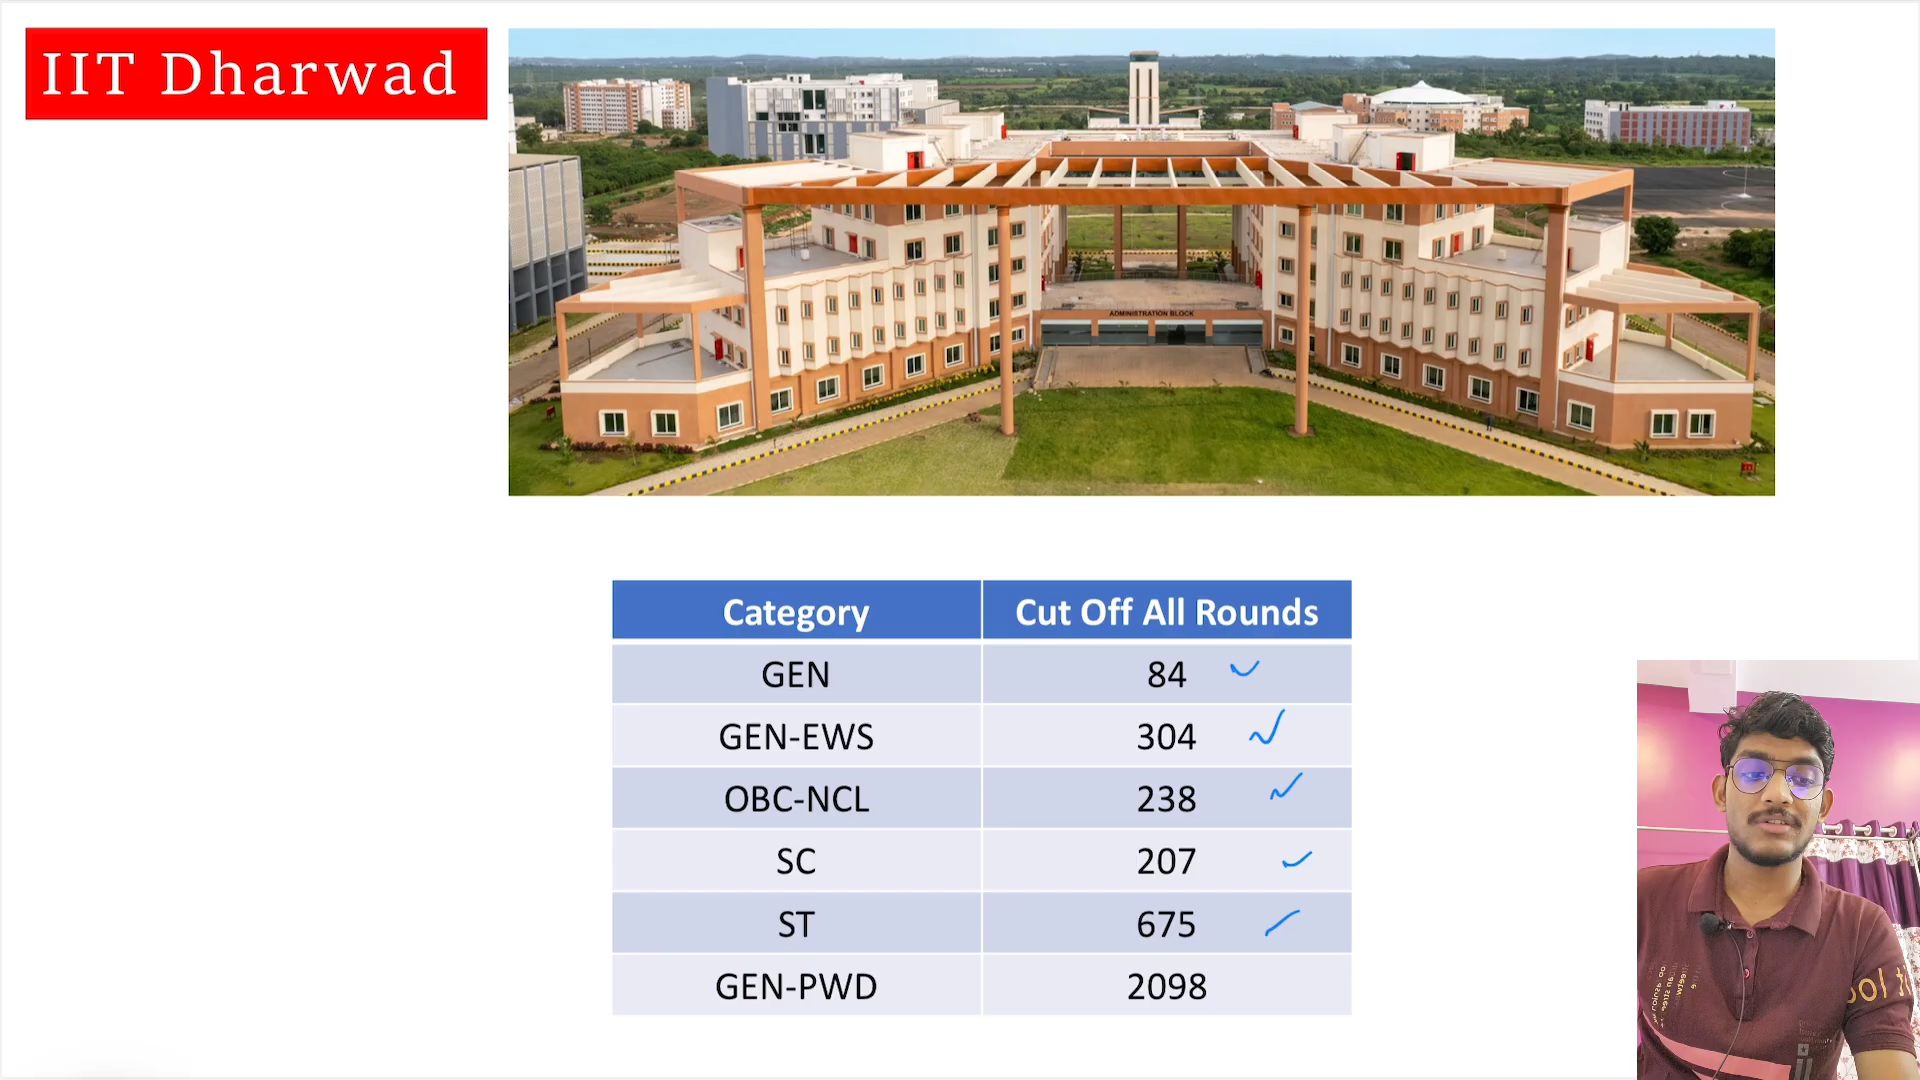 IIT Dharwad
ADMINISTRATION BLOCK
Category Cut Off All Rounds
GEN 84
GEN-EWS 304
OBC-NCL 238
SC 207
ST 675
GEN-PWD 2098